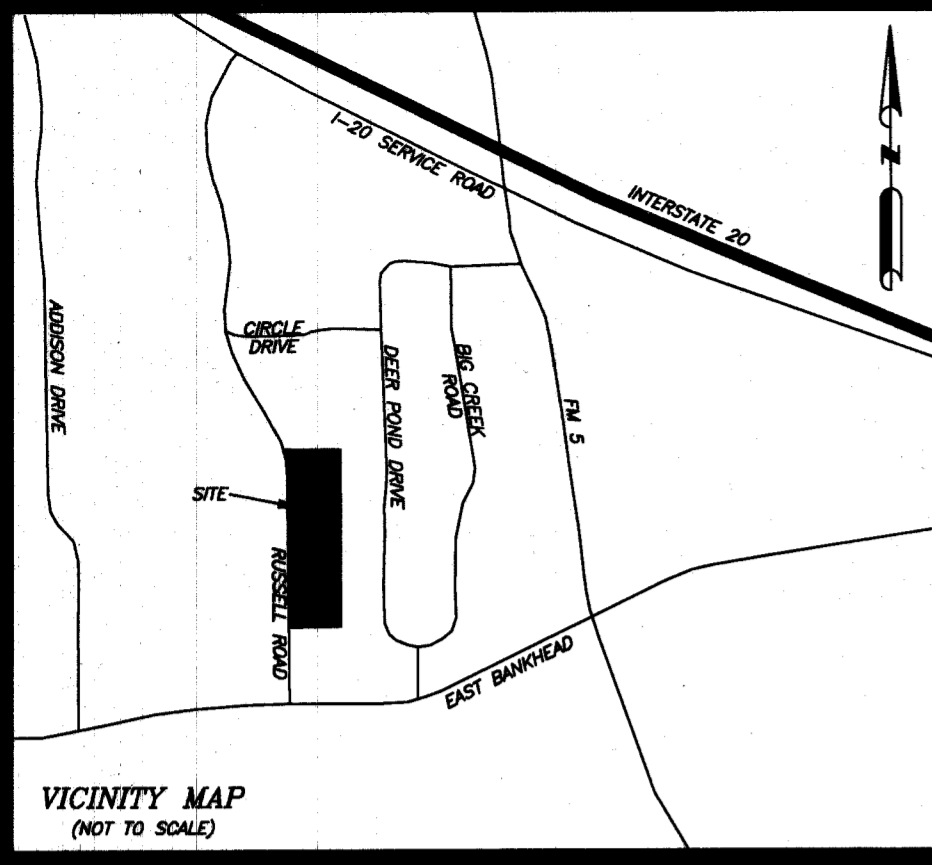 I-20 SERVICE ROAD
INTERSTATE 20
N
ADDISON DRIVE
CIRCLE
DRIVE
DEER POND DRIVE
BIG CREEK
ROAD
FM 5
SITE
RUSSELL ROAD
EAST BANKHEAD
VICINITY MAP
(NOT TO SCALE)